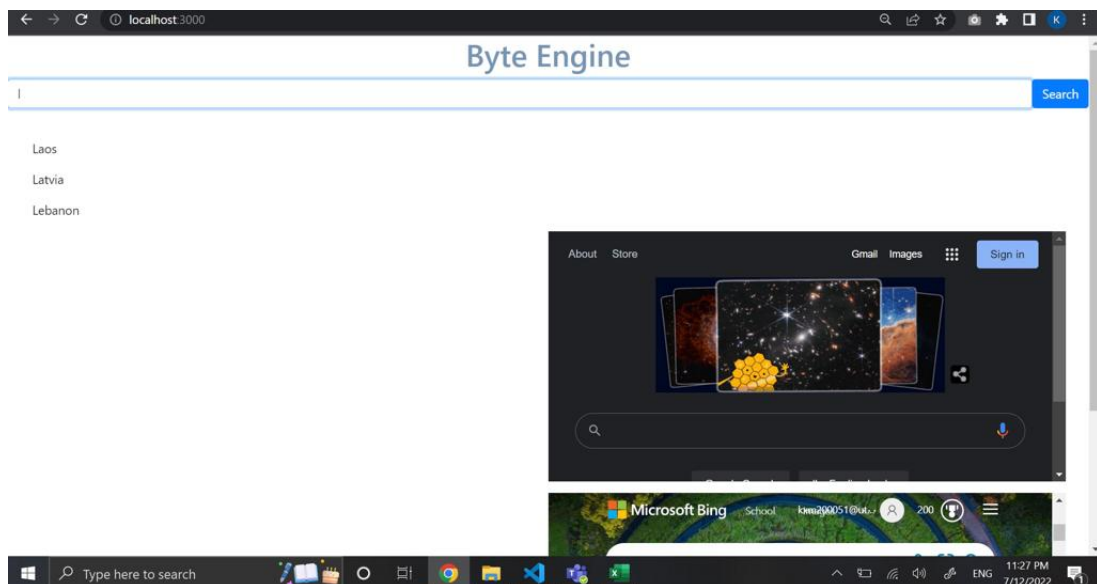 localhost:3000
K
Byte Engine
l
Search
Laos
Latvia
Lebanon
About Store Gmail Images Sign in
Microsoft Bing School 200
Type here to search
ENG
11:27 PM
7/12/2022
1